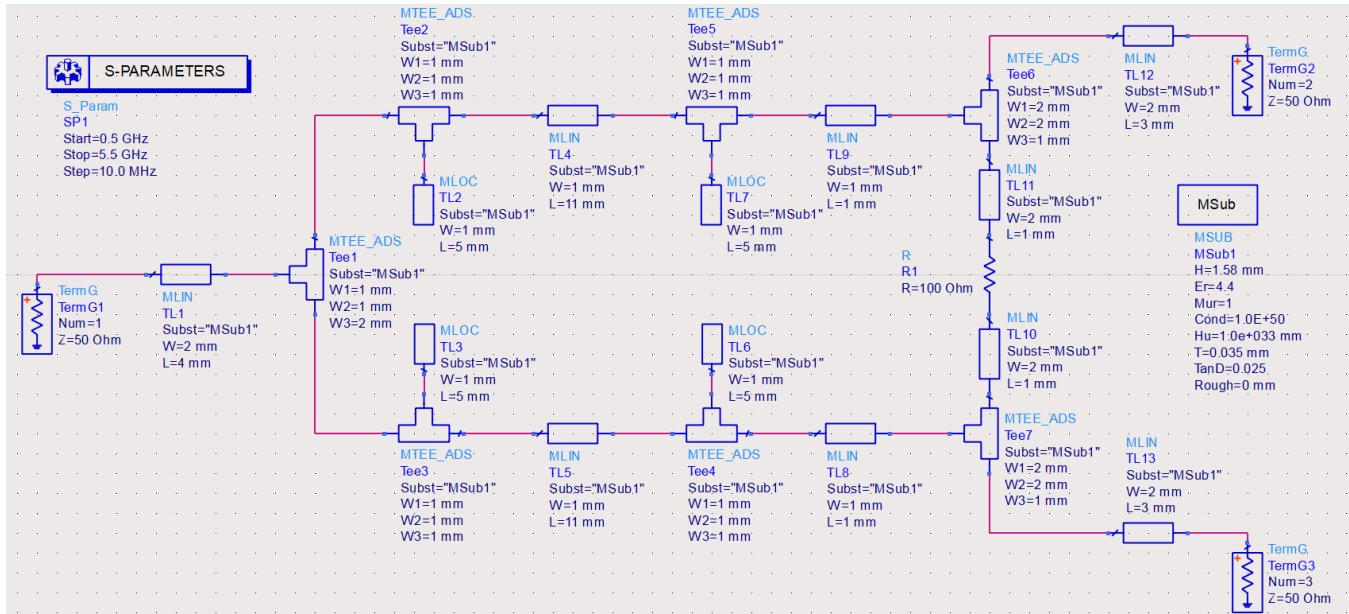 S-PARAMETERS
S_Param
SP1
Start=0.5 GHz
Stop=5.5 GHz
Step=10.0 MHz
MTEE_ADS
Tee2
Subst="MSub1"
W1=1 mm
W2=1 mm
W3=1 mm
MTEE_ADS
Tee5
Subst="MSub1"
W1=1 mm
W2=1 mm
W3=1 mm
MLIN
TL12
Subst="MSub1"
W=2 mm
L=3 mm
TermG
TermG2
Num=2
Z=50 Ohm
MTEE_ADS
Tee6
Subst="MSub1"
W1=2 mm
W2=2 mm
W3=1 mm
MLIN
TL4
Subst="MSub1"
W=1 mm
L=11 mm
MLIN
TL9
Subst="MSub1"
W=1 mm
L=1 mm
MLOC
TL2
Subst="MSub1"
W=1 mm
L=5 mm
MLOC
TL7
Subst="MSub1"
W=1 mm
L=5 mm
MLIN
TL11
Subst="MSub1"
W=2 mm
L=1 mm
MSub
MSUB
MSub1
H=1.58 mm
Er=4.4
Mur=1
Cond=1.0E+50
Hu=1.0e+033 mm
T=0.035 mm
TanD=0.025
Rough=0 mm
MTEE_ADS
Tee1
Subst="MSub1"
W1=1 mm
W2=1 mm
W3=2 mm
R
R1
R=100 Ohm
TermG
TermG1
Num=1
Z=50 Ohm
MLIN
TL1
Subst="MSub1"
W=2 mm
L=4 mm
MLOC
TL3
Subst="MSub1"
W=1 mm
L=5 mm
MLOC
TL6
Subst="MSub1"
W=1 mm
L=5 mm
MLIN
TL10
Subst="MSub1"
W=2 mm
L=1 mm
MTEE_ADS
Tee3
Subst="MSub1"
W1=1 mm
W2=1 mm
W3=1 mm
MLIN
TL5
Subst="MSub1"
W=1 mm
L=11 mm
MTEE_ADS
Tee4
Subst="MSub1"
W1=1 mm
W2=1 mm
W3=1 mm
MLIN
TL8
Subst="MSub1"
W=1 mm
L=1 mm
MTEE_ADS
Tee7
Subst="MSub1"
W1=2 mm
W2=2 mm
W3=1 mm
MLIN
TL13
Subst="MSub1"
W=2 mm
L=3 mm
TermG
TermG3
Num=3
Z=50 Ohm